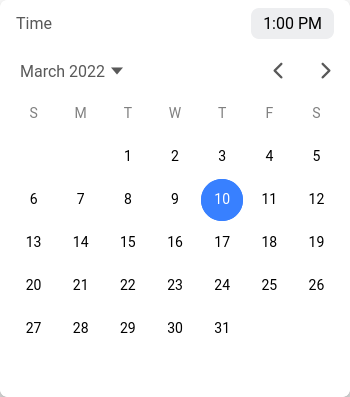 Time 1:00 PM
March 2022
S M T W T F S
1 2 3 4 5
6 7 8 9 10 11 12
13 14 15 16 17 18 19
20 21 22 23 24 25 26
27 28 29 30 31